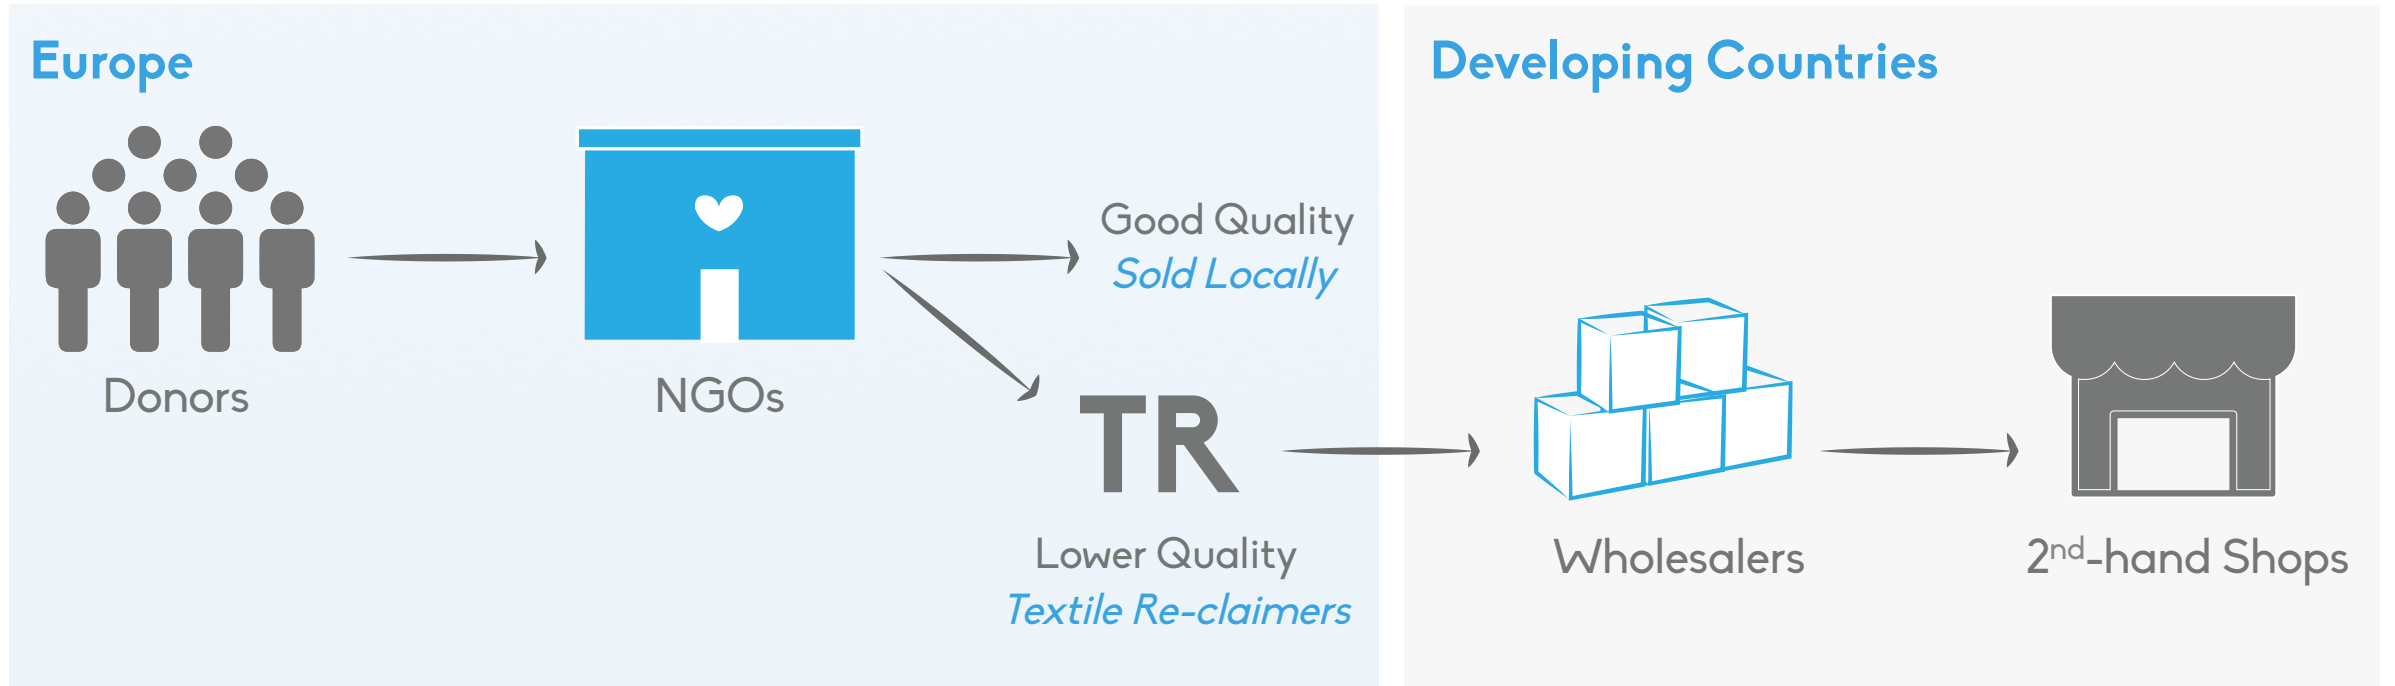 Europe
Developing Countries
Donors
NGOs
Good Quality
Sold Locally
TR
Lower Quality
Textile Re-claimers
Wholesalers
2nd-hand Shops